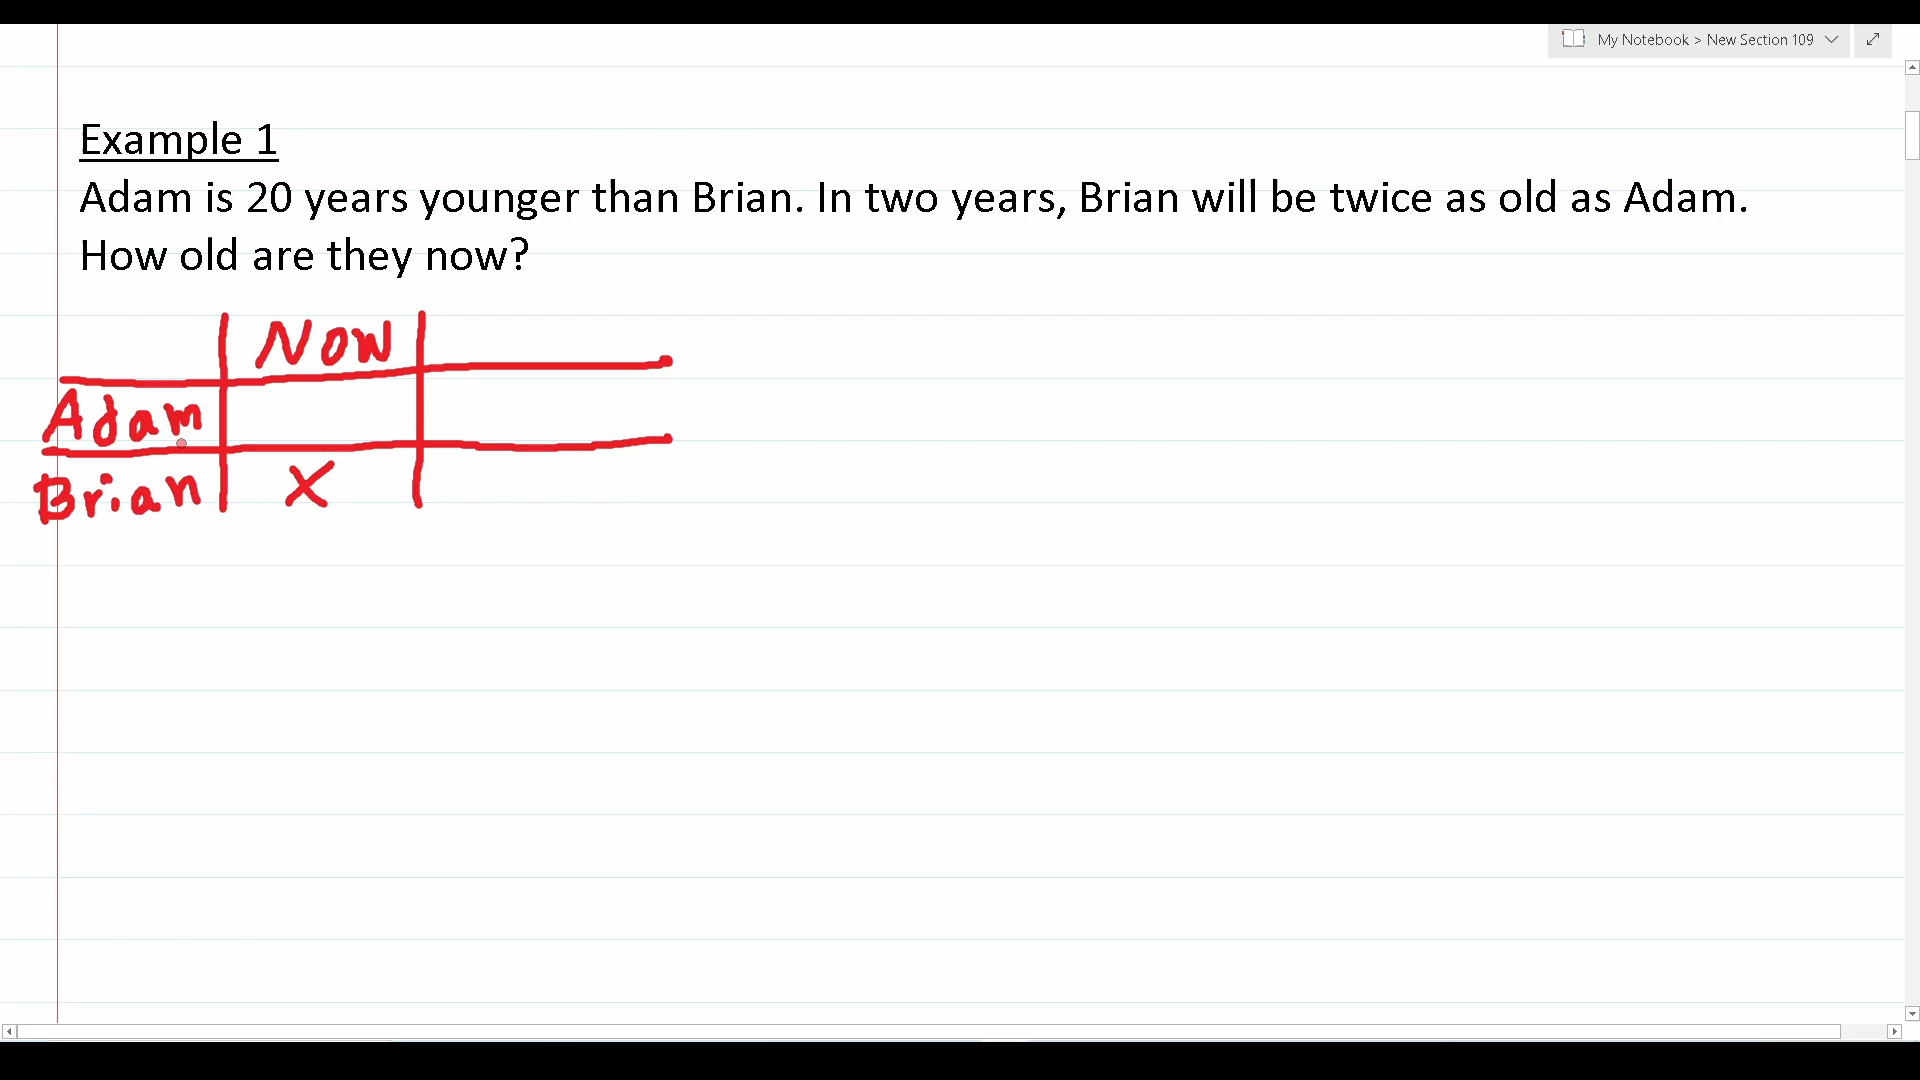 My Notebook > New Section 109
Example 1
Adam is 20 years younger than Brian. In two years, Brian will be twice as old as Adam.
How old are they now?
Now
Adam
Brian X